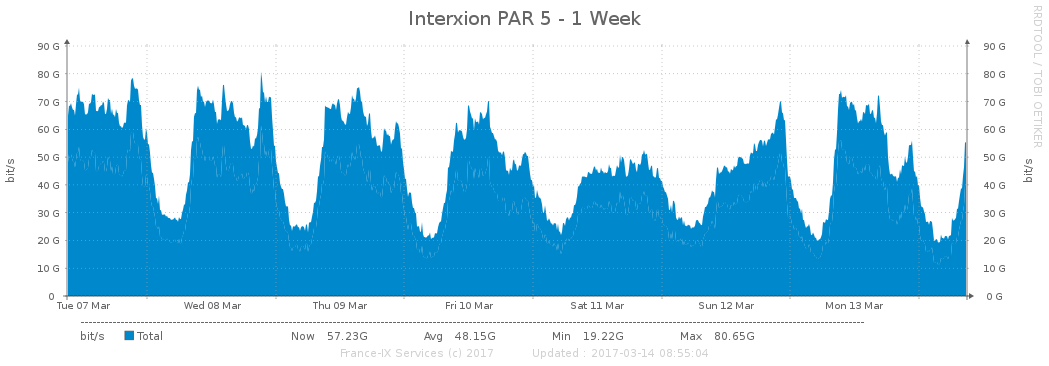 Interxion PAR 5 - 1 Week
RRDTOOL / TOBI OETIKER
bit/s
90 G 90 G
80 G 80 G
70 G 70 G
60 G 60 G
50 G 50 G
40 G 40 G
30 G 30 G
20 G 20 G
10 G 10 G
0 0 G
bit/s
Tue 07 Mar Wed 08 Mar Thu 09 Mar Fri 10 Mar Sat 11 Mar Sun 12 Mar Mon 13 Mar
bit/s Total Now 57.23G Avg 48.15G Min 19.22G Max 80.65G
France-IX Services (c) 2017 Updated : 2017-03-14 08:55:04